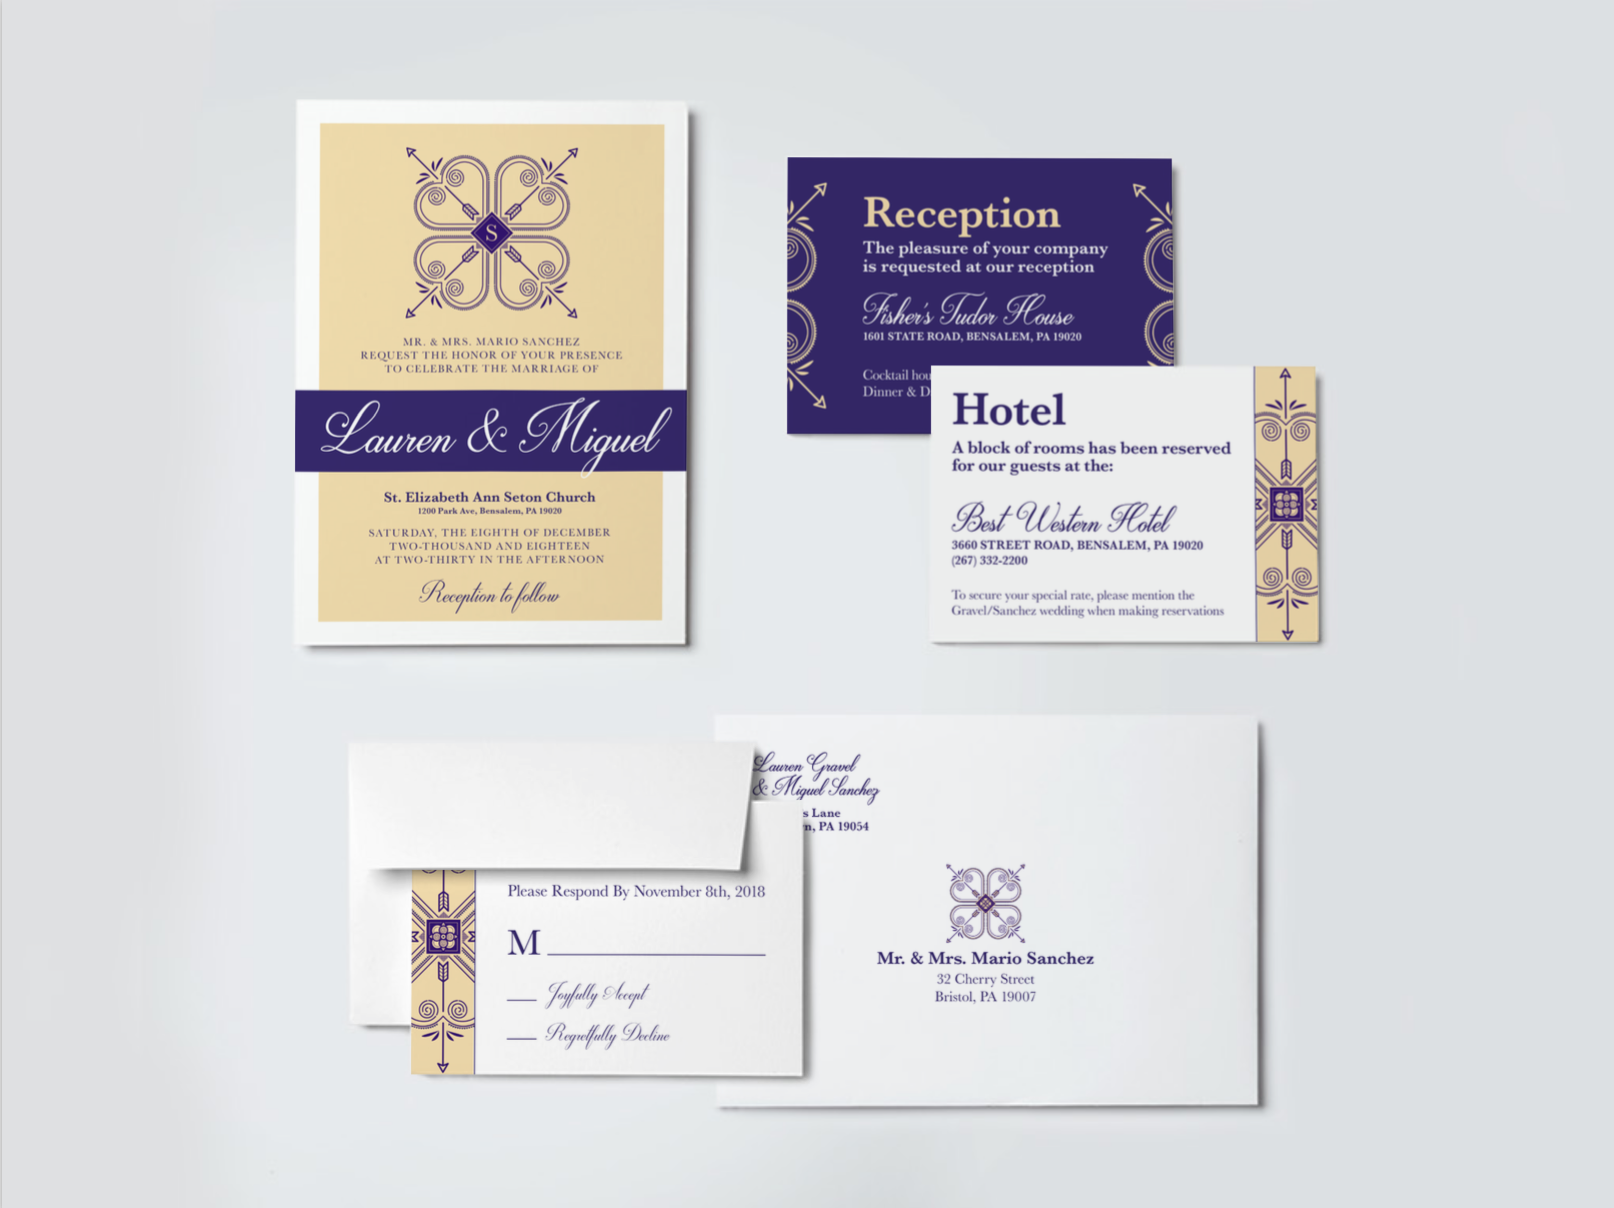 S
MR. & MRS. MARIO SANCHEZ
REQUEST THE HONOR OF YOUR PRESENCE
TO CELEBRATE THE MARRIAGE OF
Lauren & Miguel
St. Elizabeth Ann Seton Church
1200 Park Ave, Bensalem, PA 19020
SATURDAY, THE EIGHTH OF DECEMBER
TWO-THOUSAND AND EIGHTEEN
AT TWO-THIRTY IN THE AFTERNOON
Reception to follow
Reception
The pleasure of your company
is requested at our reception
Fisher's Tudor House
1601 STATE ROAD, BENSALEM, PA 19020
Cocktail
Dinner &
Hotel
A block of rooms has been reserved
for our guests at the:
Best Western Hotel
3660 STREET ROAD, BENSALEM, PA 19020
(267) 332-2200
To secure your special rate, please mention the
Gravel/Sanchez wedding when making reservations
Please Respond By November 8th, 2018
M
Joyfully Accept
Regretfully Decline
Lauren Gravel
& Miguel Sanchez
Lane
PA 19054
Mr. & Mrs. Mario Sanchez
32 Cherry Street
Bristol, PA 19007